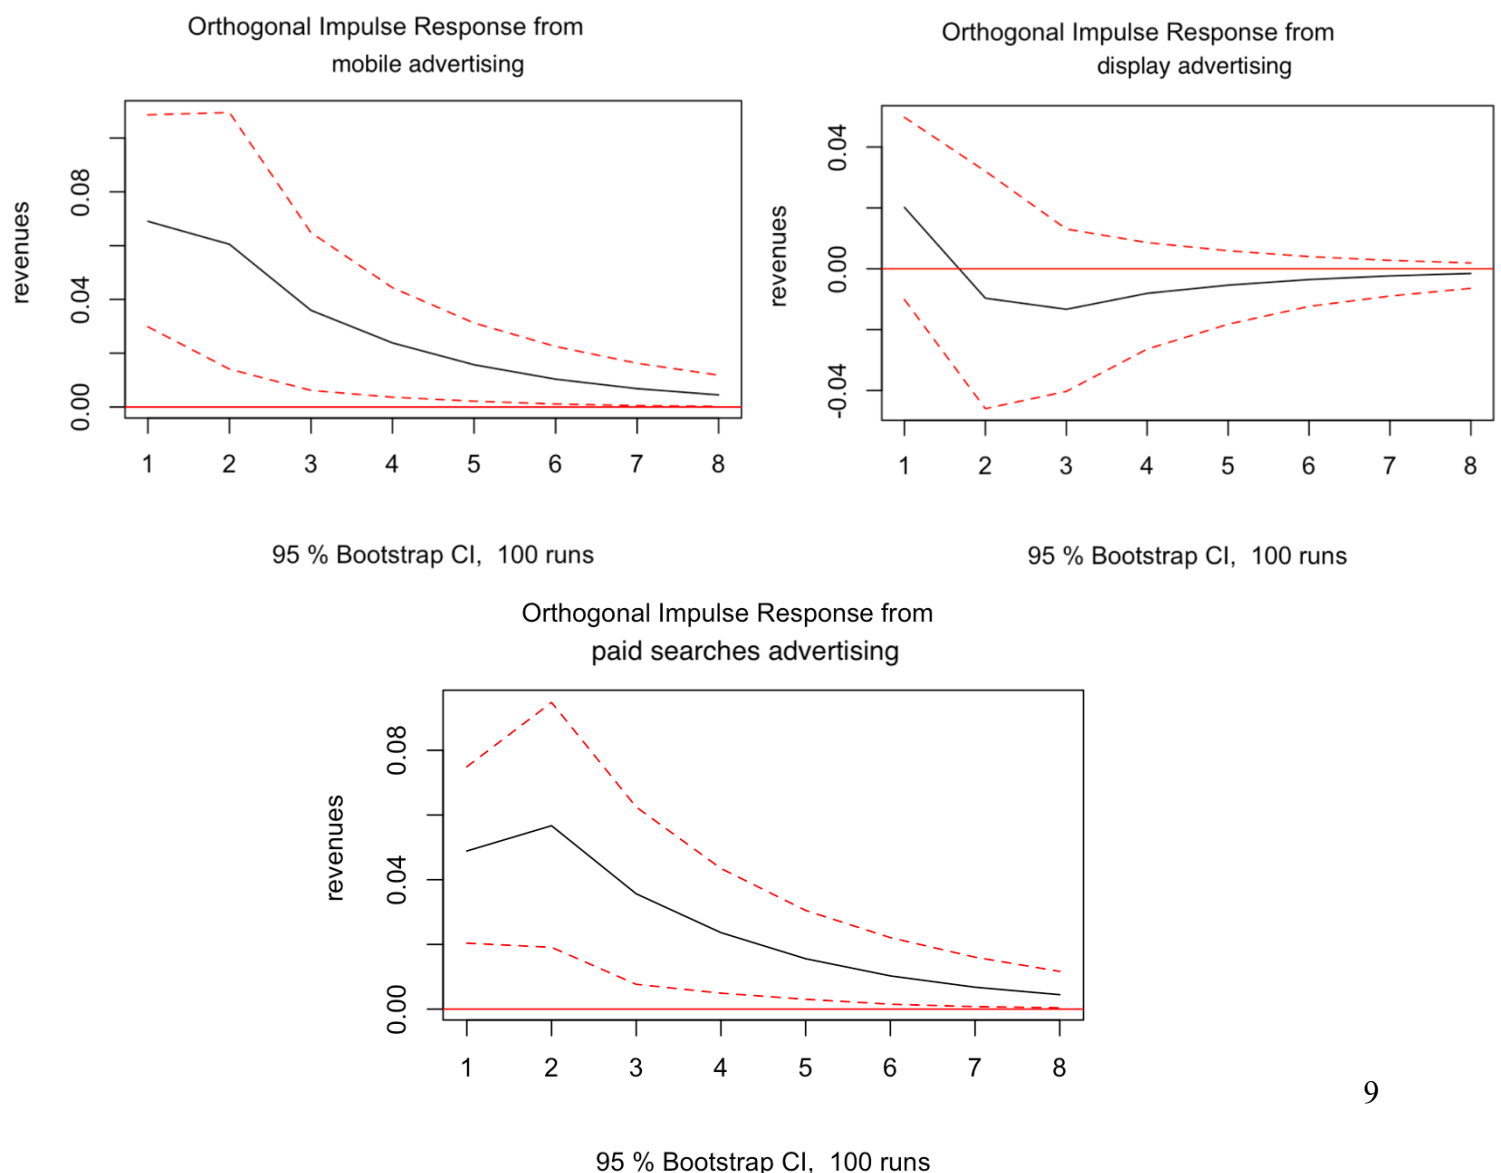 Orthogonal Impulse Response from
mobile advertising
revenues
0.00 0.04 0.08
1 2 3 4 5 6 7 8
95 % Bootstrap CI, 100 runs
Orthogonal Impulse Response from
display advertising
revenues
-0.04 0.00 0.04
1 2 3 4 5 6 7 8
95 % Bootstrap CI, 100 runs
Orthogonal Impulse Response from
paid searches advertising
revenues
0.00 0.04 0.08
1 2 3 4 5 6 7 8
9
95 % Bootstrap CI, 100 runs